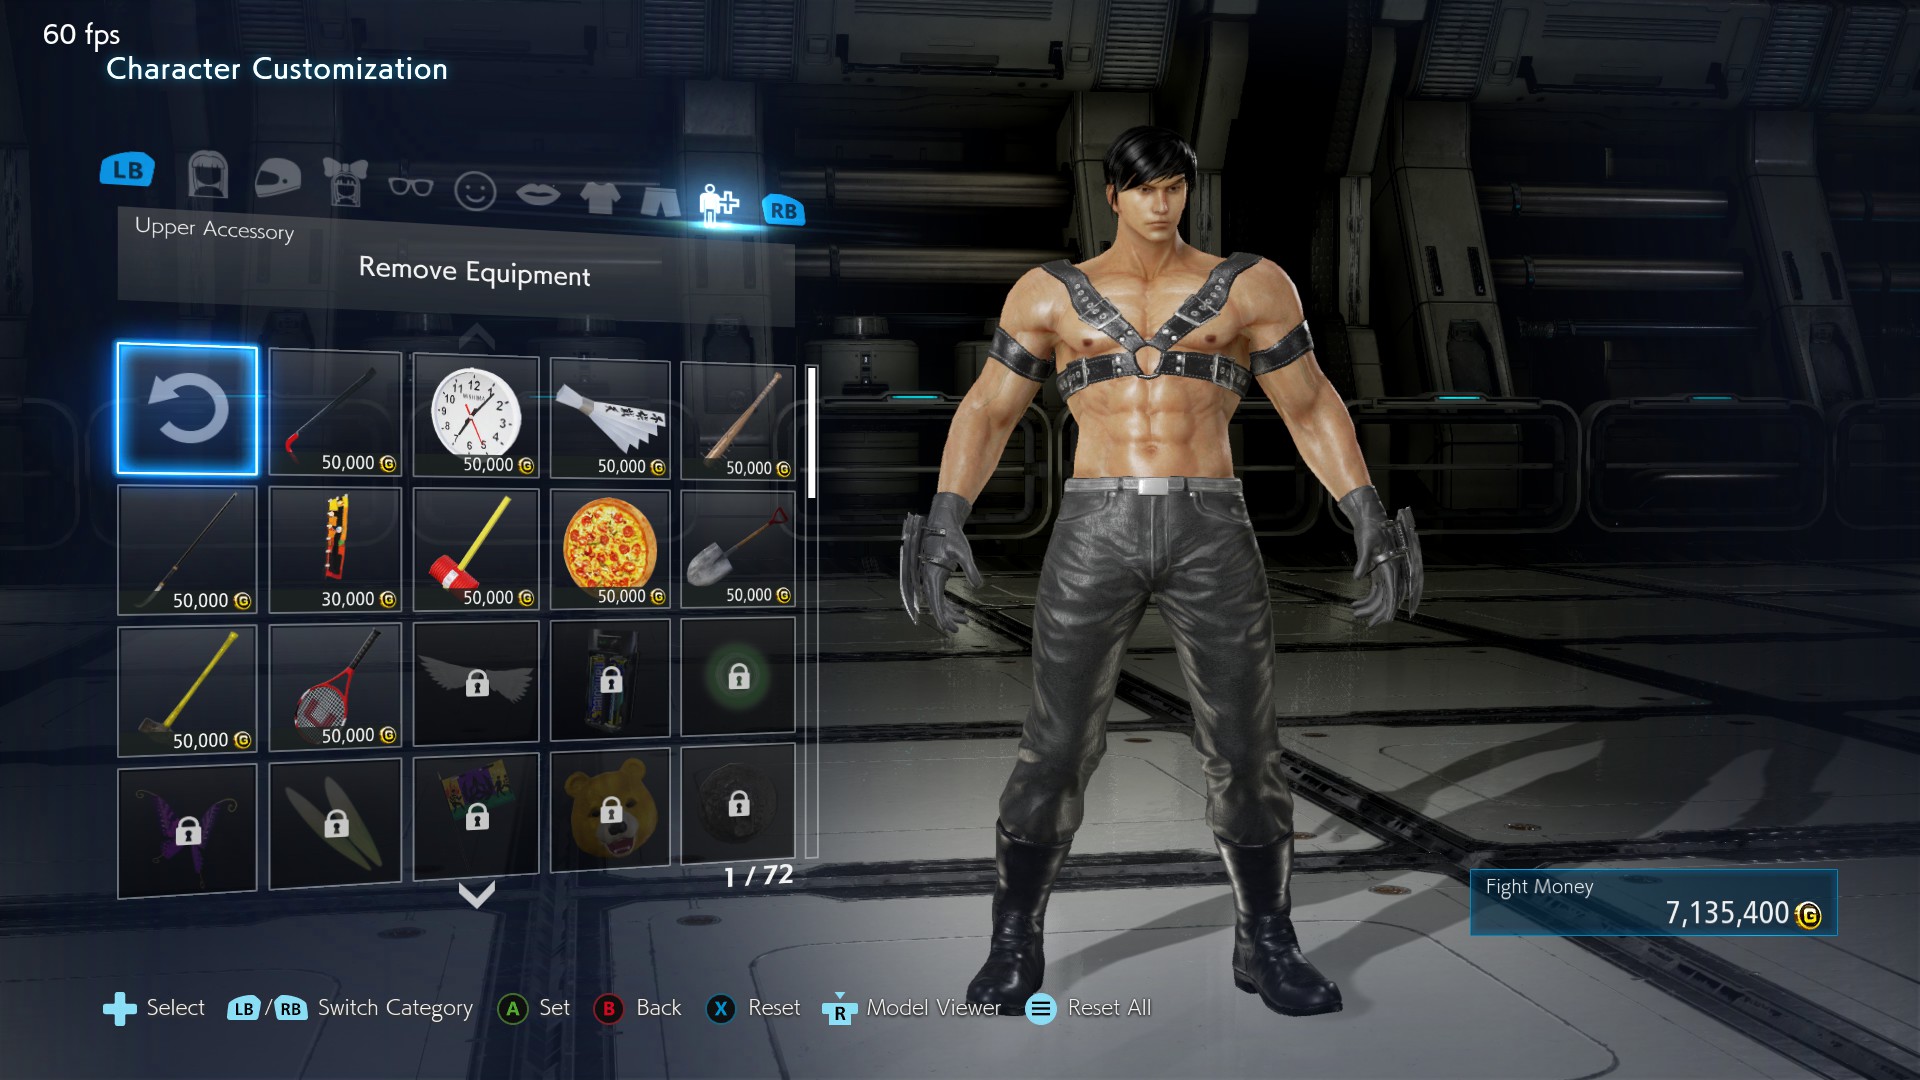 60 fps
Character Customization
LB
RB
Upper Accessory
Remove Equipment
50,000 G
50,000 G
50,000 G
50,000 G
50,000 G
30,000 G
50,000 G
50,000 G
50,000 G
50,000 G
50,000 G
1 / 72
Fight Money
7,135,400 G
Select LB / RB Switch Category A Set B Back X Reset R Model Viewer Reset All